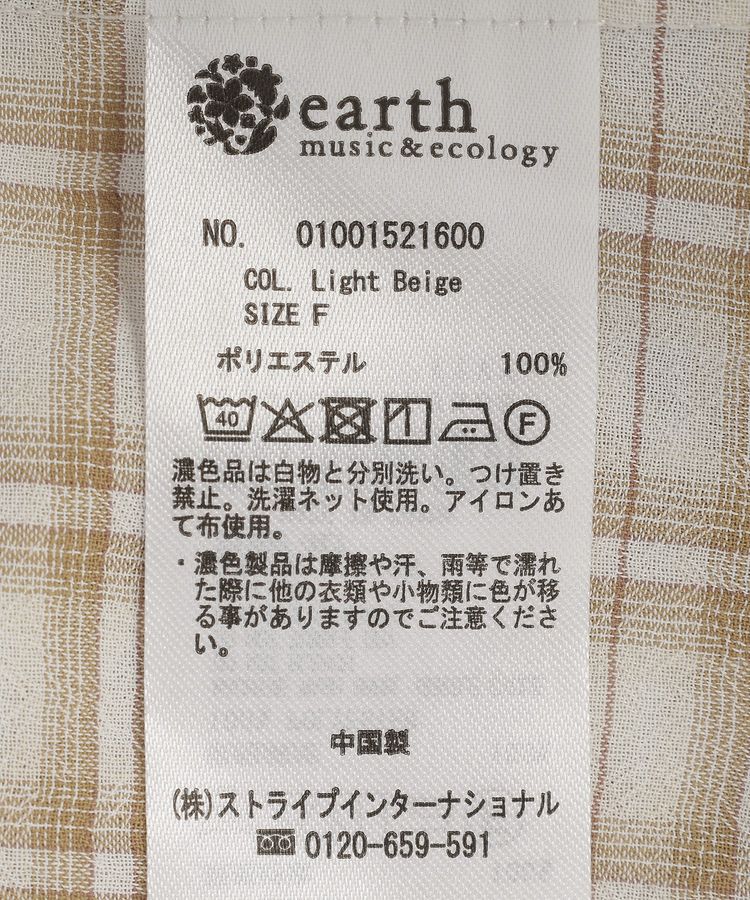 earth
music&ecology
NO. 01001521600
COL. Light Beige
SIZE F
ポリエステル 100%
40 F
濃色品は白物と分別洗い。つけ置き
禁止。洗濯ネット使用。アイロンあ
て布使用。
・濃色製品は摩擦や汗、雨等で濡れ
た際に他の衣類や小物類に色が移
る事がありますのでご注意くださ
い。
中国製
(株)ストライプインターナショナル
0120-659-591